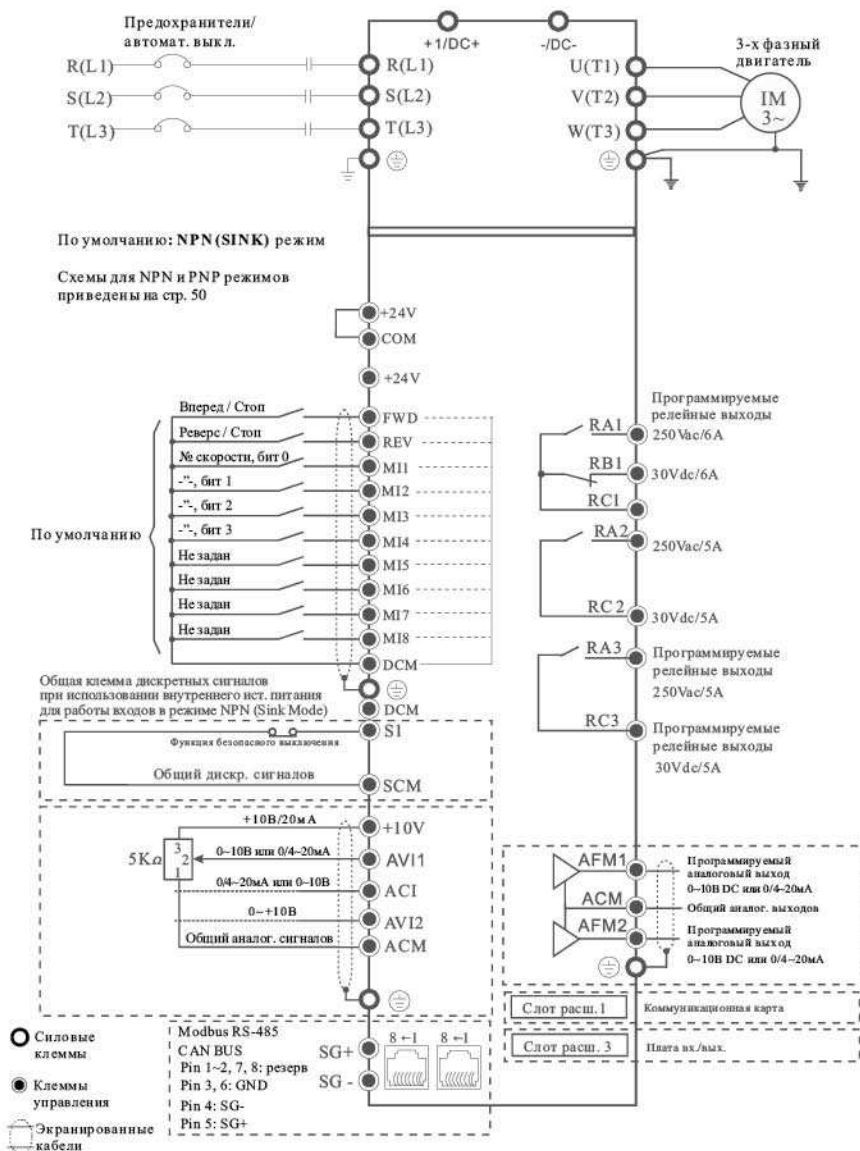 Предохранители/
автомат. выкл.
+1/DC+
-/DC-
3-х фазный
двигатель
R(L1)
R(L1)
U(T1)
S(L2)
S(L2)
V(T2)
IM
3~
T(L3)
T(L3)
W(T3)
По умолчанию: NPN (SINK) режим
Схемы для NPN и PNP режимов
приведены на стр. 50
+24V
COM
+24V
По умолчанию
Вперед / Стоп
FWD
Реверс / Стоп
REV
№ скорости, бит 0
MI1
-"-, бит 1
MI2
-"-, бит 2
MI3
-"-, бит 3
MI4
Не задан
MI5
Не задан
MI6
Не задан
MI7
Не задан
MI8
DCM
Общая клемма дискретных сигналов
при использовании внутреннего ист. питания
для работы входов в режиме NPN (Sink Mode)
DCM
S1
Функция безопасного выключения
Общий дискр. сигналов
SCM
+10В/20мА
+10V
5KΩ
3
2
1
0~10В или 0/4~20мА
AVI1
0/4~20мА или 0~10В
ACI
0~+10В
AVI2
Общий аналог. сигналов
ACM
Программируемые
релейные выходы
RA1
250Vac/6A
RB1
30Vdc/6A
RC1
RA2
250Vac/5A
RC2
30Vdc/5A
RA3
Программируемые
релейные выходы
250Vac/5A
RC3
Программируемые
релейные выходы
30Vdc/5A
AFM1
Программируемый
аналоговый выход
0~10В DC или 0/4~20мА
ACM
Общий аналог. выходов
AFM2
Программируемый
аналоговый выход
0~10В DC или 0/4~20мА
Слот расш. 1
Коммуникационная карта
Слот расш. 3
Плата вх./вых.
Силовые
клеммы
Клеммы
управления
Экранированные
кабели
Modbus RS-485
CAN BUS
Pin 1~2, 7, 8: резерв
Pin 3, 6: GND
Pin 4: SG-
Pin 5: SG+
SG+
SG -
8 ←1
8 ←1